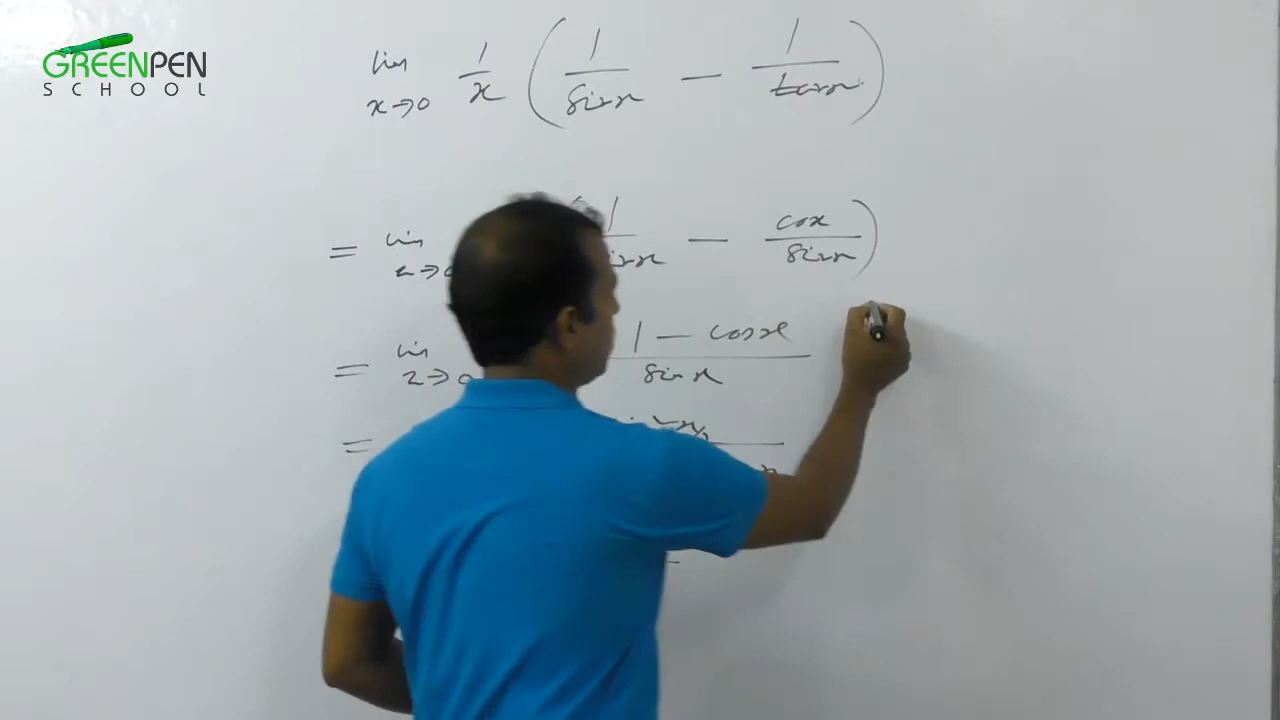 GREENPEN
SCHOOL
lim x→0 1/x ( 1/sinx − 1/tanx )
= lim x→0 1/sinx − cosx/sinx )
= lim x→0 1 − cosx / sinx
= x/2